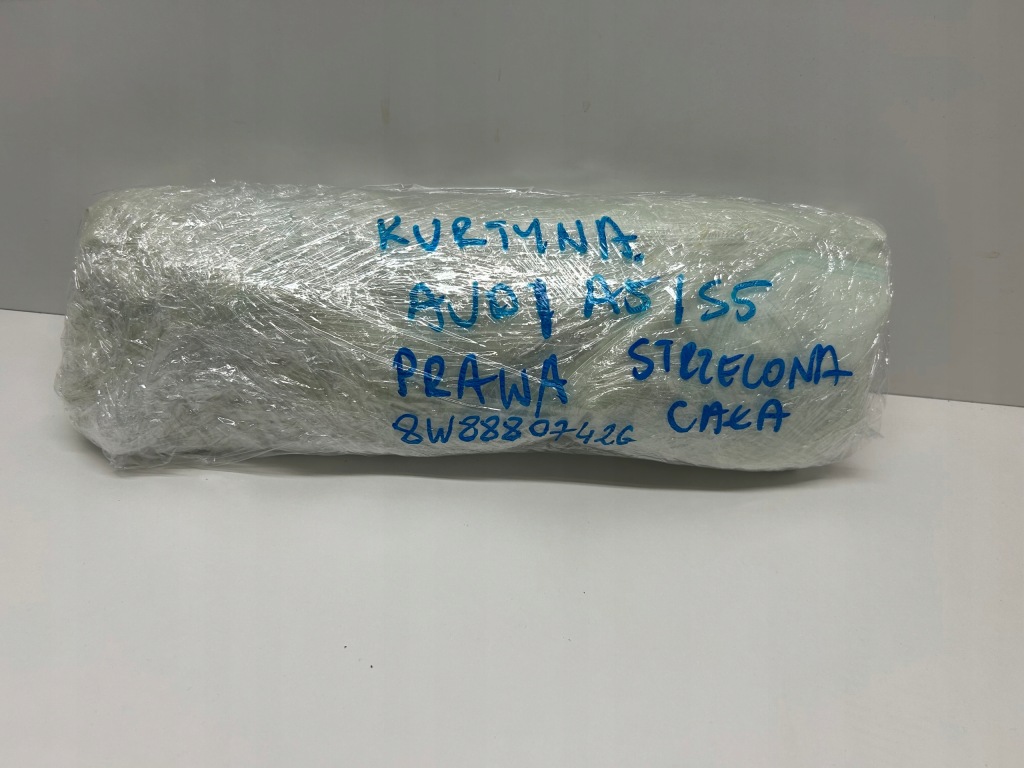 KURTYNA
AUDI A5/S5
PRAWA STRZELONA
8W8880742G CAŁA